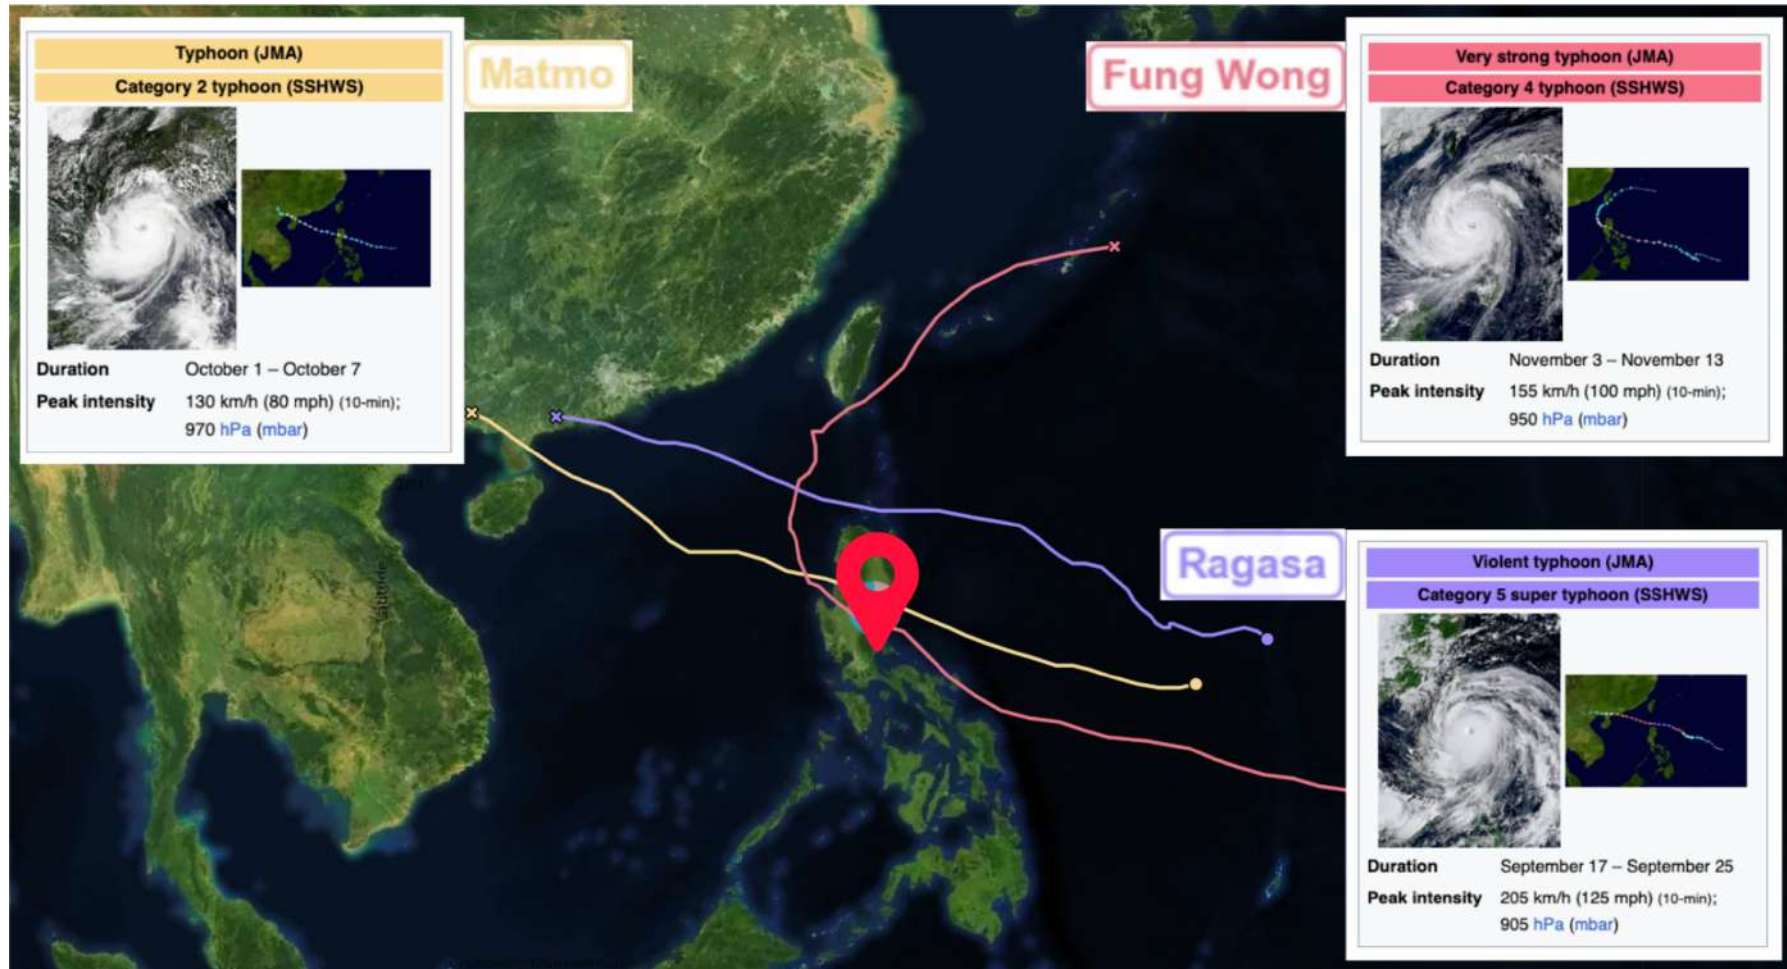 Typhoon (JMA)
Category 2 typhoon (SSHWS)
Duration October 1 – October 7
Peak intensity 130 km/h (80 mph) (10-min);
970 hPa (mbar)
Matmo
Fung Wong
Very strong typhoon (JMA)
Category 4 typhoon (SSHWS)
Duration November 3 – November 13
Peak intensity 155 km/h (100 mph) (10-min);
950 hPa (mbar)
Ragasa
Violent typhoon (JMA)
Category 5 super typhoon (SSHWS)
Duration September 17 – September 25
Peak intensity 205 km/h (125 mph) (10-min);
905 hPa (mbar)
Latitude